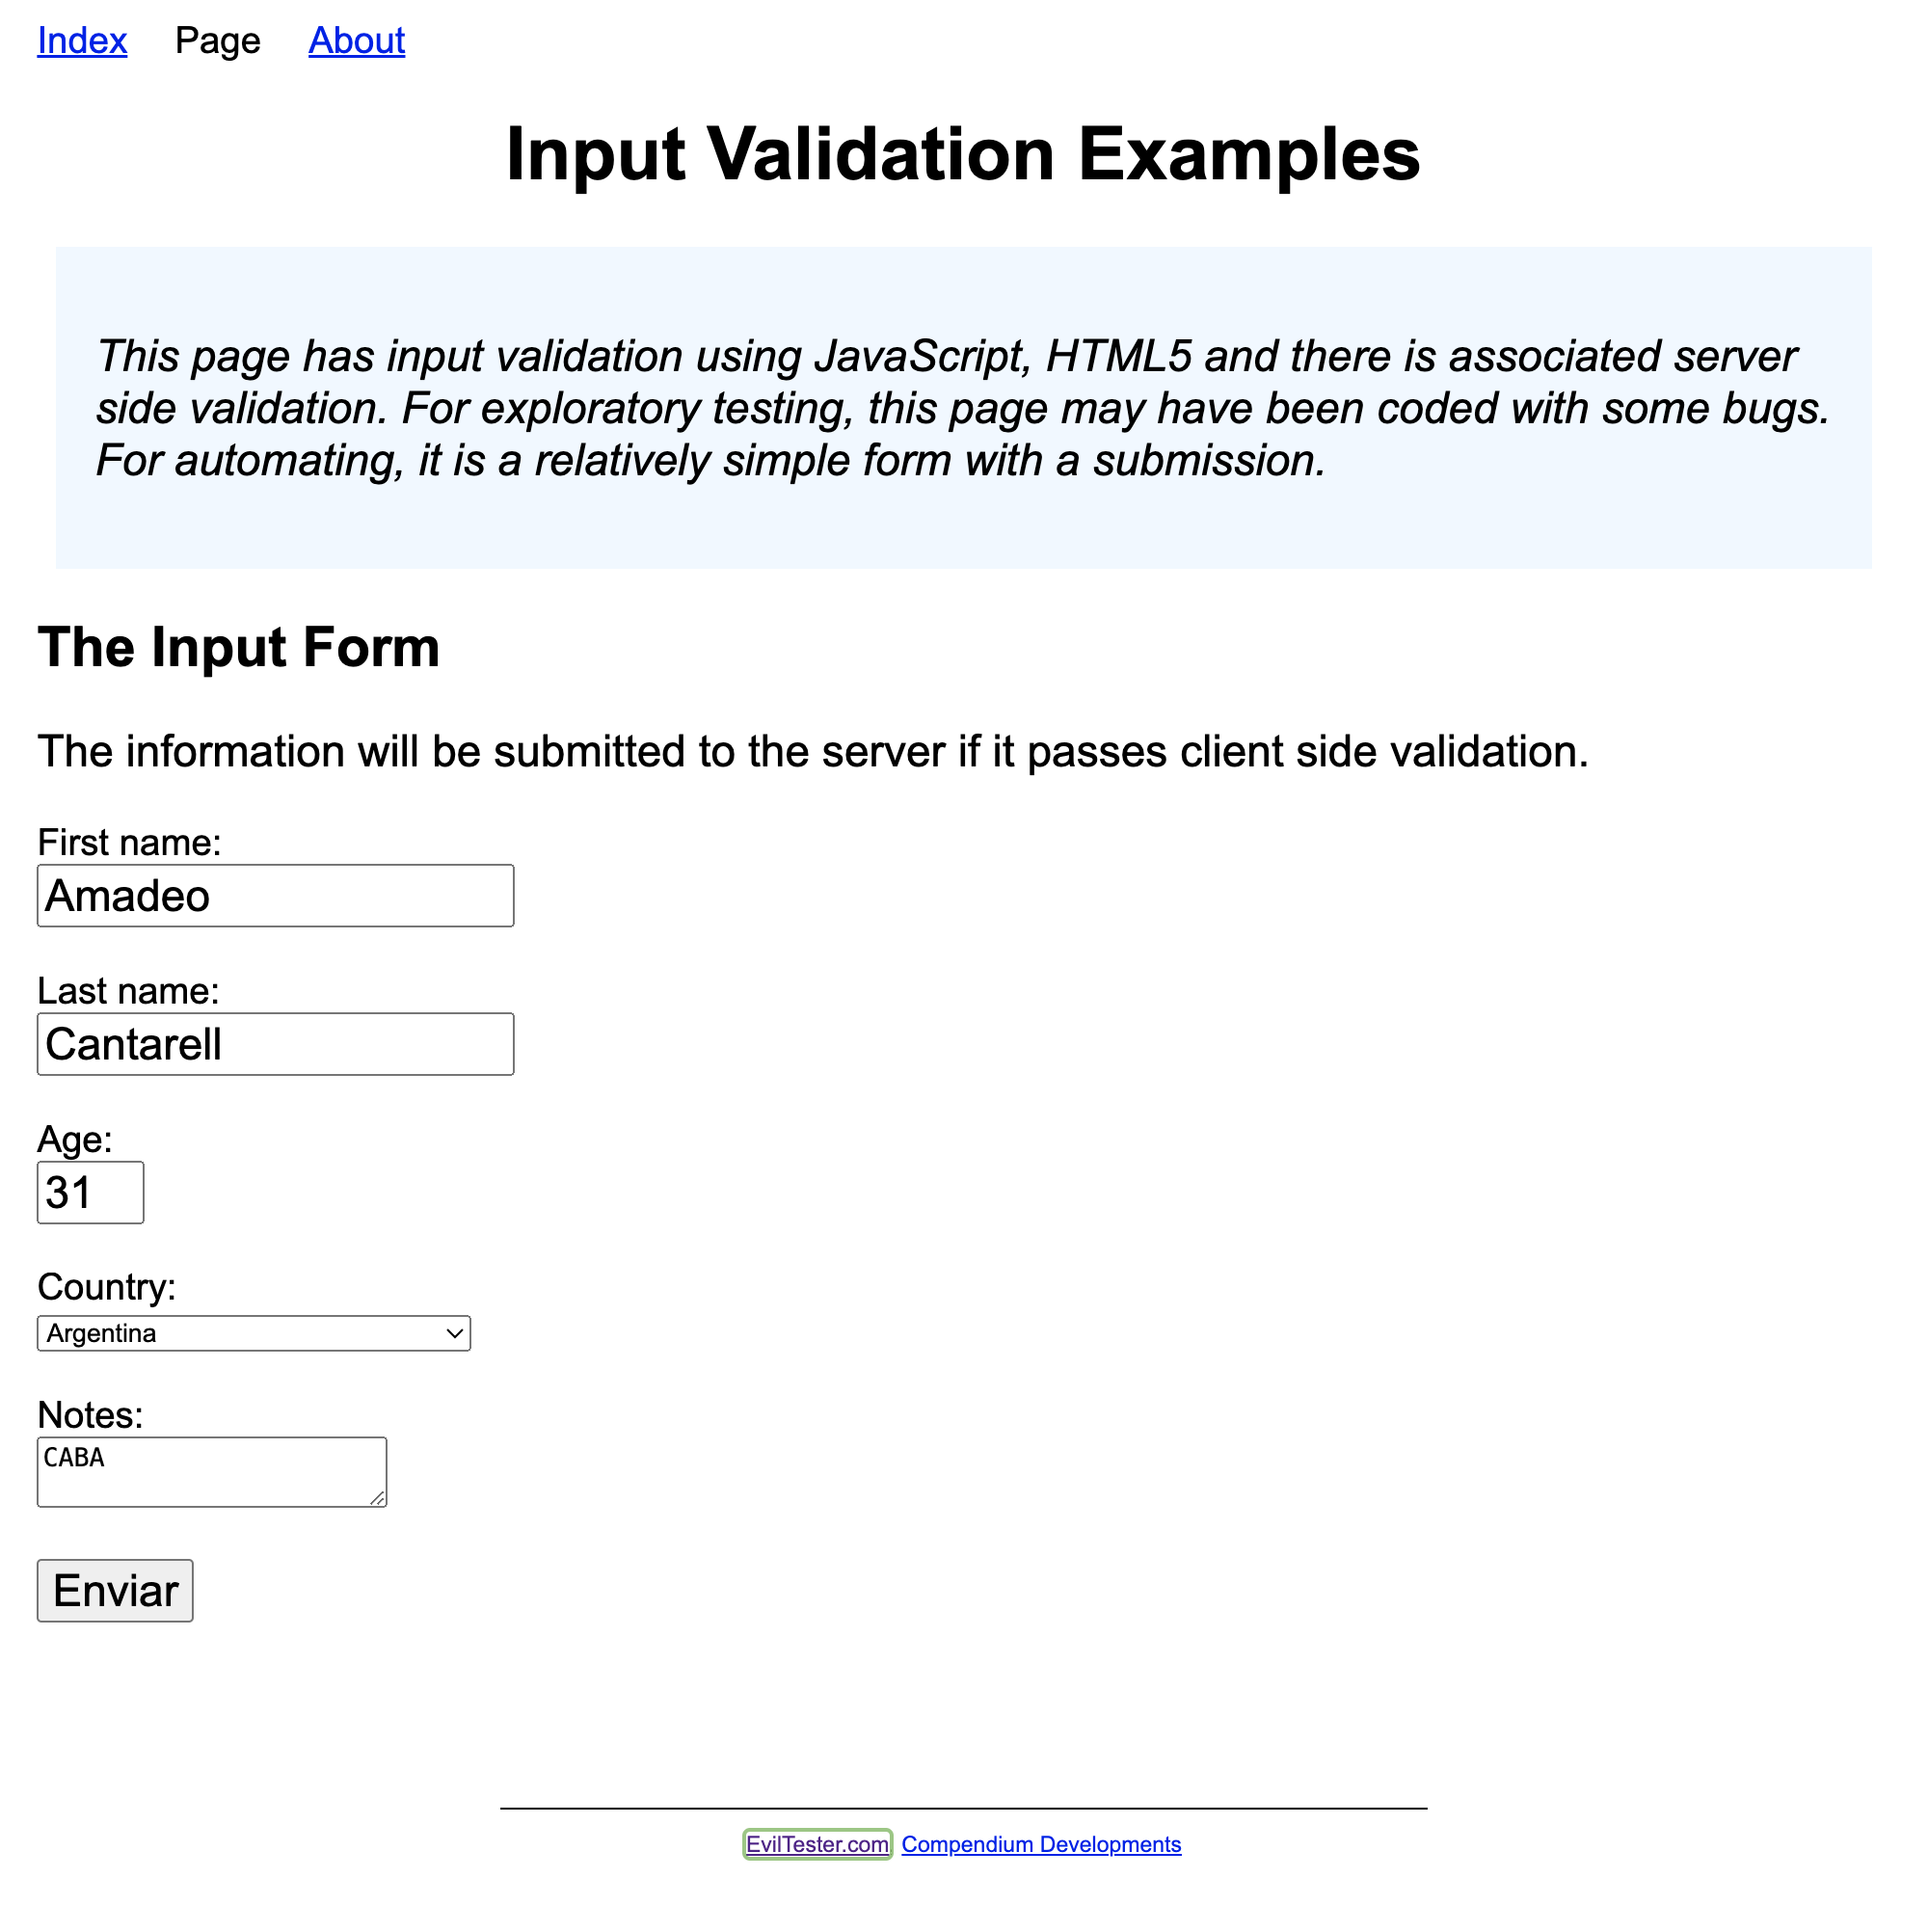 Index Page About
Input Validation Examples
This page has input validation using JavaScript, HTML5 and there is associated server
side validation. For exploratory testing, this page may have been coded with some bugs.
For automating, it is a relatively simple form with a submission.
The Input Form
The information will be submitted to the server if it passes client side validation.
First name:
Amadeo
Last name:
Cantarell
Age:
31
Country:
Argentina
Notes:
CABA
Enviar
EvilTester.com Compendium Developments